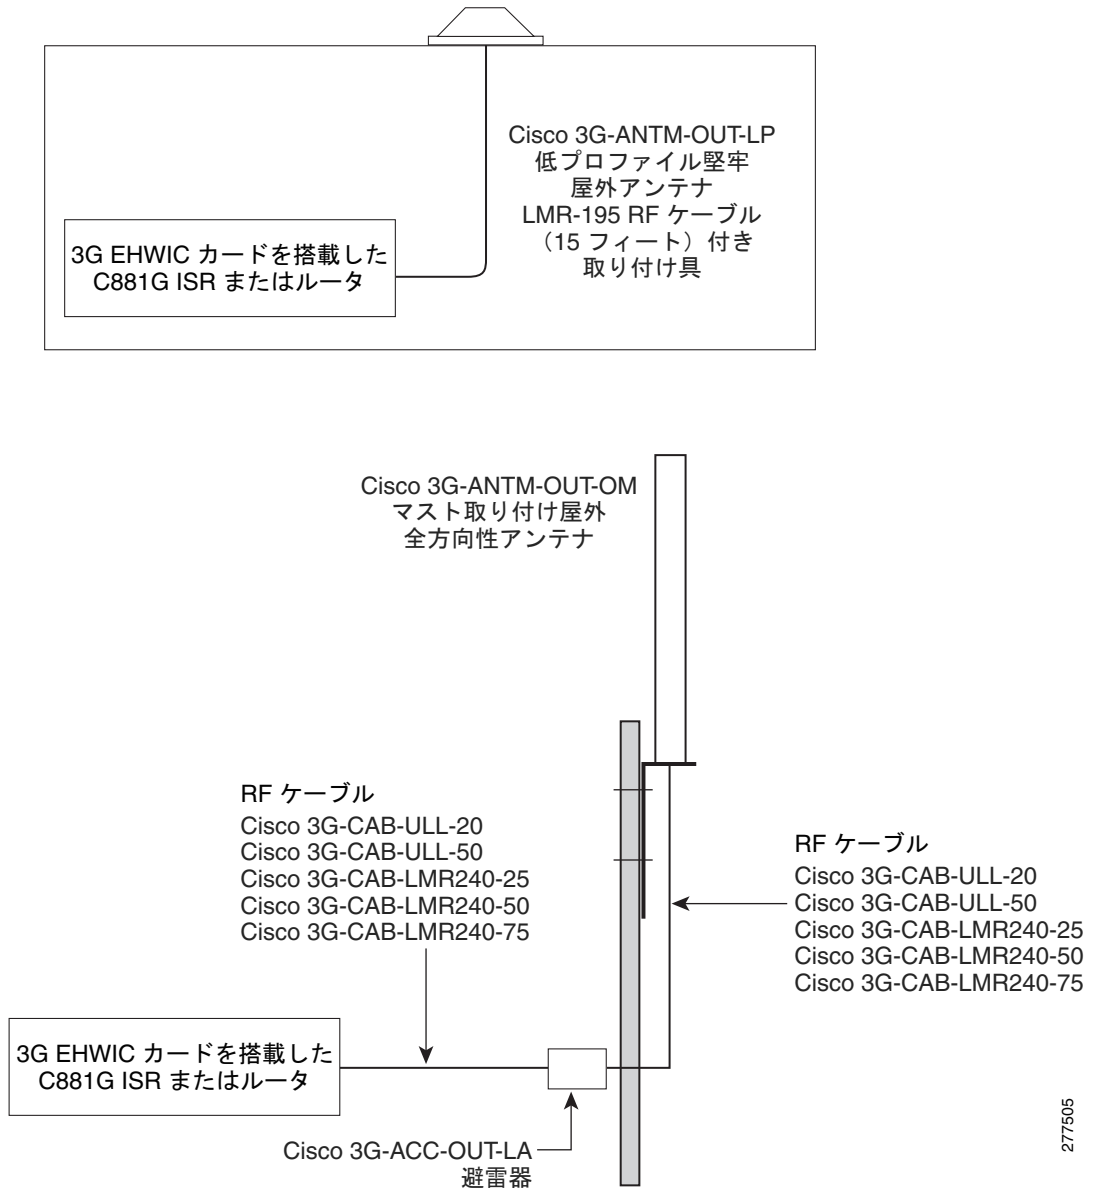 Cisco 3G-ANTM-OUT-LP
低プロファイル堅牢
屋外アンテナ
LMR-195 RF ケーブル
（15 フィート）付き
取り付け具
3G EHWIC カードを搭載した
C881G ISR またはルータ
Cisco 3G-ANTM-OUT-OM
マスト取り付け屋外
全方向性アンテナ
RF ケーブル
Cisco 3G-CAB-ULL-20
Cisco 3G-CAB-ULL-50
Cisco 3G-CAB-LMR240-25
Cisco 3G-CAB-LMR240-50
Cisco 3G-CAB-LMR240-75
RF ケーブル
Cisco 3G-CAB-ULL-20
Cisco 3G-CAB-ULL-50
Cisco 3G-CAB-LMR240-25
Cisco 3G-CAB-LMR240-50
Cisco 3G-CAB-LMR240-75
3G EHWIC カードを搭載した
C881G ISR またはルータ
Cisco 3G-ACC-OUT-LA
避雷器
277505